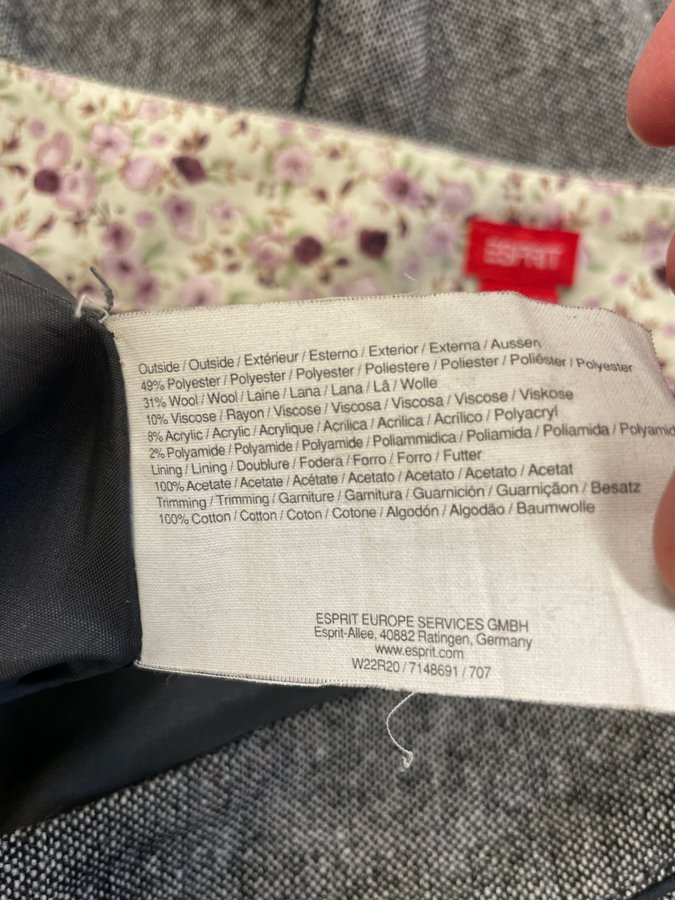 ESPRIT
Outside / Outside / Extérieur / Esterno / Exterior / Externa / Aussen
49% Polyester / Polyester / Polyester / Poliestere / Poliester / Poliéster / Polyester
31% Wool / Wool / Laine / Lana / Lana / Lã / Wolle
10% Viscose / Rayon / Viscose / Viscosa / Viscosa / Viscose / Viskose
8% Acrylic / Acrylic / Acrylique / Acrilica / Acrilica / Acrílico / Polyacryl
2% Polyamide / Polyamide / Polyamide / Poliammidica / Poliamida / Poliamida / Polyamid
Lining / Lining / Doublure / Fodera / Forro / Forro / Futter
100% Acetate / Acetate / Acétate / Acetato / Acetato / Acetato / Acetat
Trimming / Trimming / Garniture / Garnitura / Guarnición / Guarniçãon / Besatz
100% Cotton / Cotton / Coton / Cotone / Algodón / Algodão / Baumwolle
ESPRIT EUROPE SERVICES GMBH
Esprit-Allee, 40882 Ratingen, Germany
www.esprit.com
W22R20 / 7148691 / 707